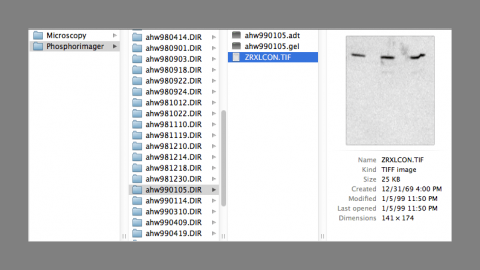 Microscopy
Phosphorimager
ahw980414.DIR
ahw980901.DIR
ahw980903.DIR
ahw980918.DIR
ahw980922.DIR
ahw980924.DIR
ahw981012.DIR
ahw981022.DIR
ahw981110.DIR
ahw981119.DIR
ahw981210.DIR
ahw981214.DIR
ahw981218.DIR
ahw981230.DIR
ahw990105.DIR
ahw990114.DIR
ahw990310.DIR
ahw990409.DIR
ahw990419.DIR
ahw990105.adt
ahw990105.gel
ZRXLCON.TIF
Name ZRXLCON.TIF
Kind TIFF image
Size 25 KB
Created 12/31/69 4:00 PM
Modified 1/5/99 11:50 PM
Last opened 1/5/99 11:50 PM
Dimensions 141 × 174